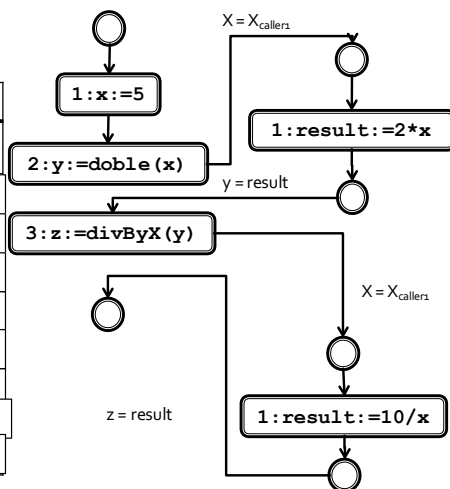 X = Xcaller1
1:x:=5
1:result:=2*x
2:y:=doble(x)
y = result
3:z:=divByX(y)
X = Xcaller1
z = result
1:result:=10/x